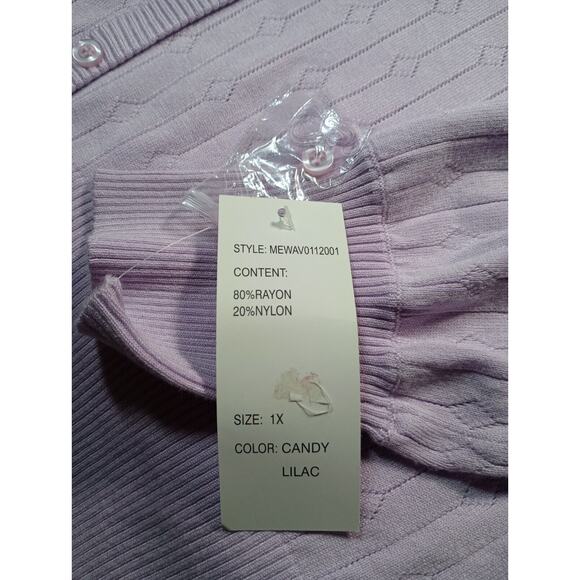 STYLE: MEWAV0112001
CONTENT:
80%RAYON
20%NYLON
SIZE: 1X
COLOR: CANDY
LILAC